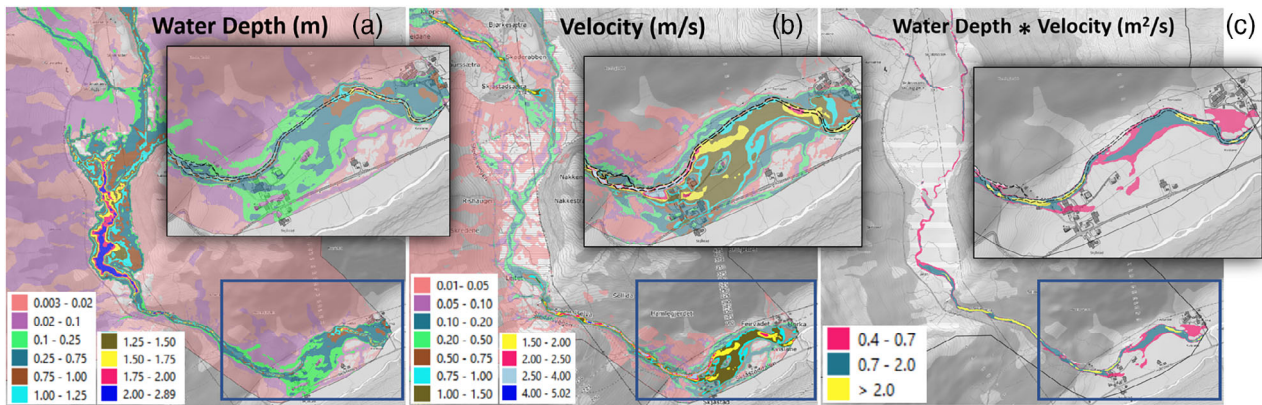 Water Depth (m) (a)
0.003 - 0.02
0.02 - 0.1
0.1 - 0.25
0.25 - 0.75
0.75 - 1.00
1.00 - 1.25
1.25 - 1.50
1.50 - 1.75
1.75 - 2.00
2.00 - 2.89
Velocity (m/s) (b)
Bjørkesætra
Skåderabben
Nakken
Nakkestra
Rishaugen
0.01 - 0.05
0.05 - 0.10
0.10 - 0.20
0.20 - 0.50
0.50 - 0.75
0.75 - 1.00
1.00 - 1.50
1.50 - 2.00
2.00 - 2.50
2.50 - 4.00
4.00 - 5.02
Water Depth * Velocity (m²/s) (c)
0.4 - 0.7
0.7 - 2.0
> 2.0